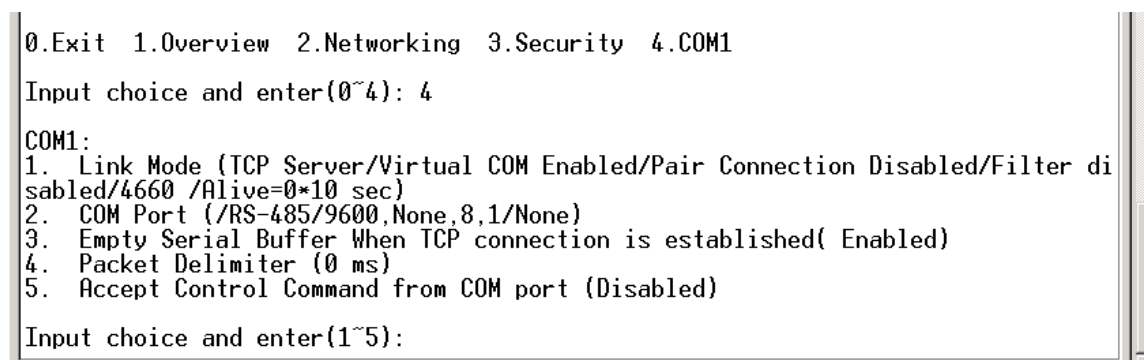 0.Exit  1.Overview  2.Networking  3.Security  4.COM1
Input choice and enter(0~4): 4
COM1:
1.  Link Mode (TCP Server/Virtual COM Enabled/Pair Connection Disabled/Filter di
sabled/4660 /Alive=0*10 sec)
2.  COM Port (/RS-485/9600,None,8,1/None)
3.  Empty Serial Buffer When TCP connection is established( Enabled)
4.  Packet Delimiter (0 ms)
5.  Accept Control Command from COM port (Disabled)
Input choice and enter(1~5):